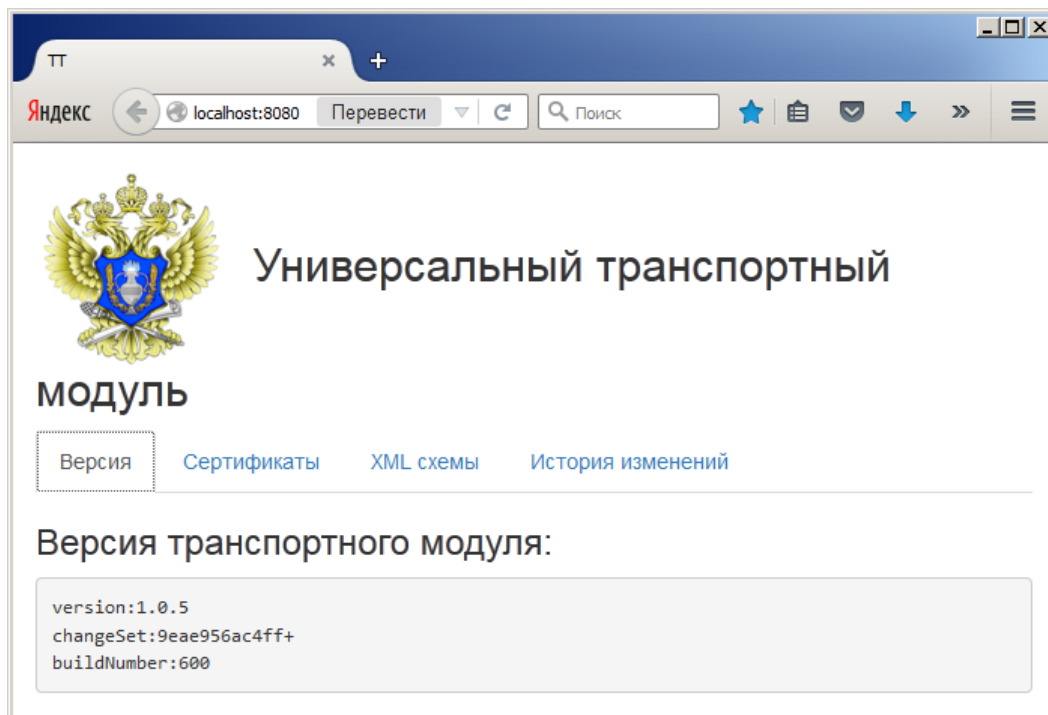 ТТ
Яндекс localhost:8080 Перевести Поиск
Универсальный транспортный
модуль
Версия Сертификаты XML схемы История изменений
Версия транспортного модуля:
version:1.0.5
changeSet:9eae956ac4ff+
buildNumber:600